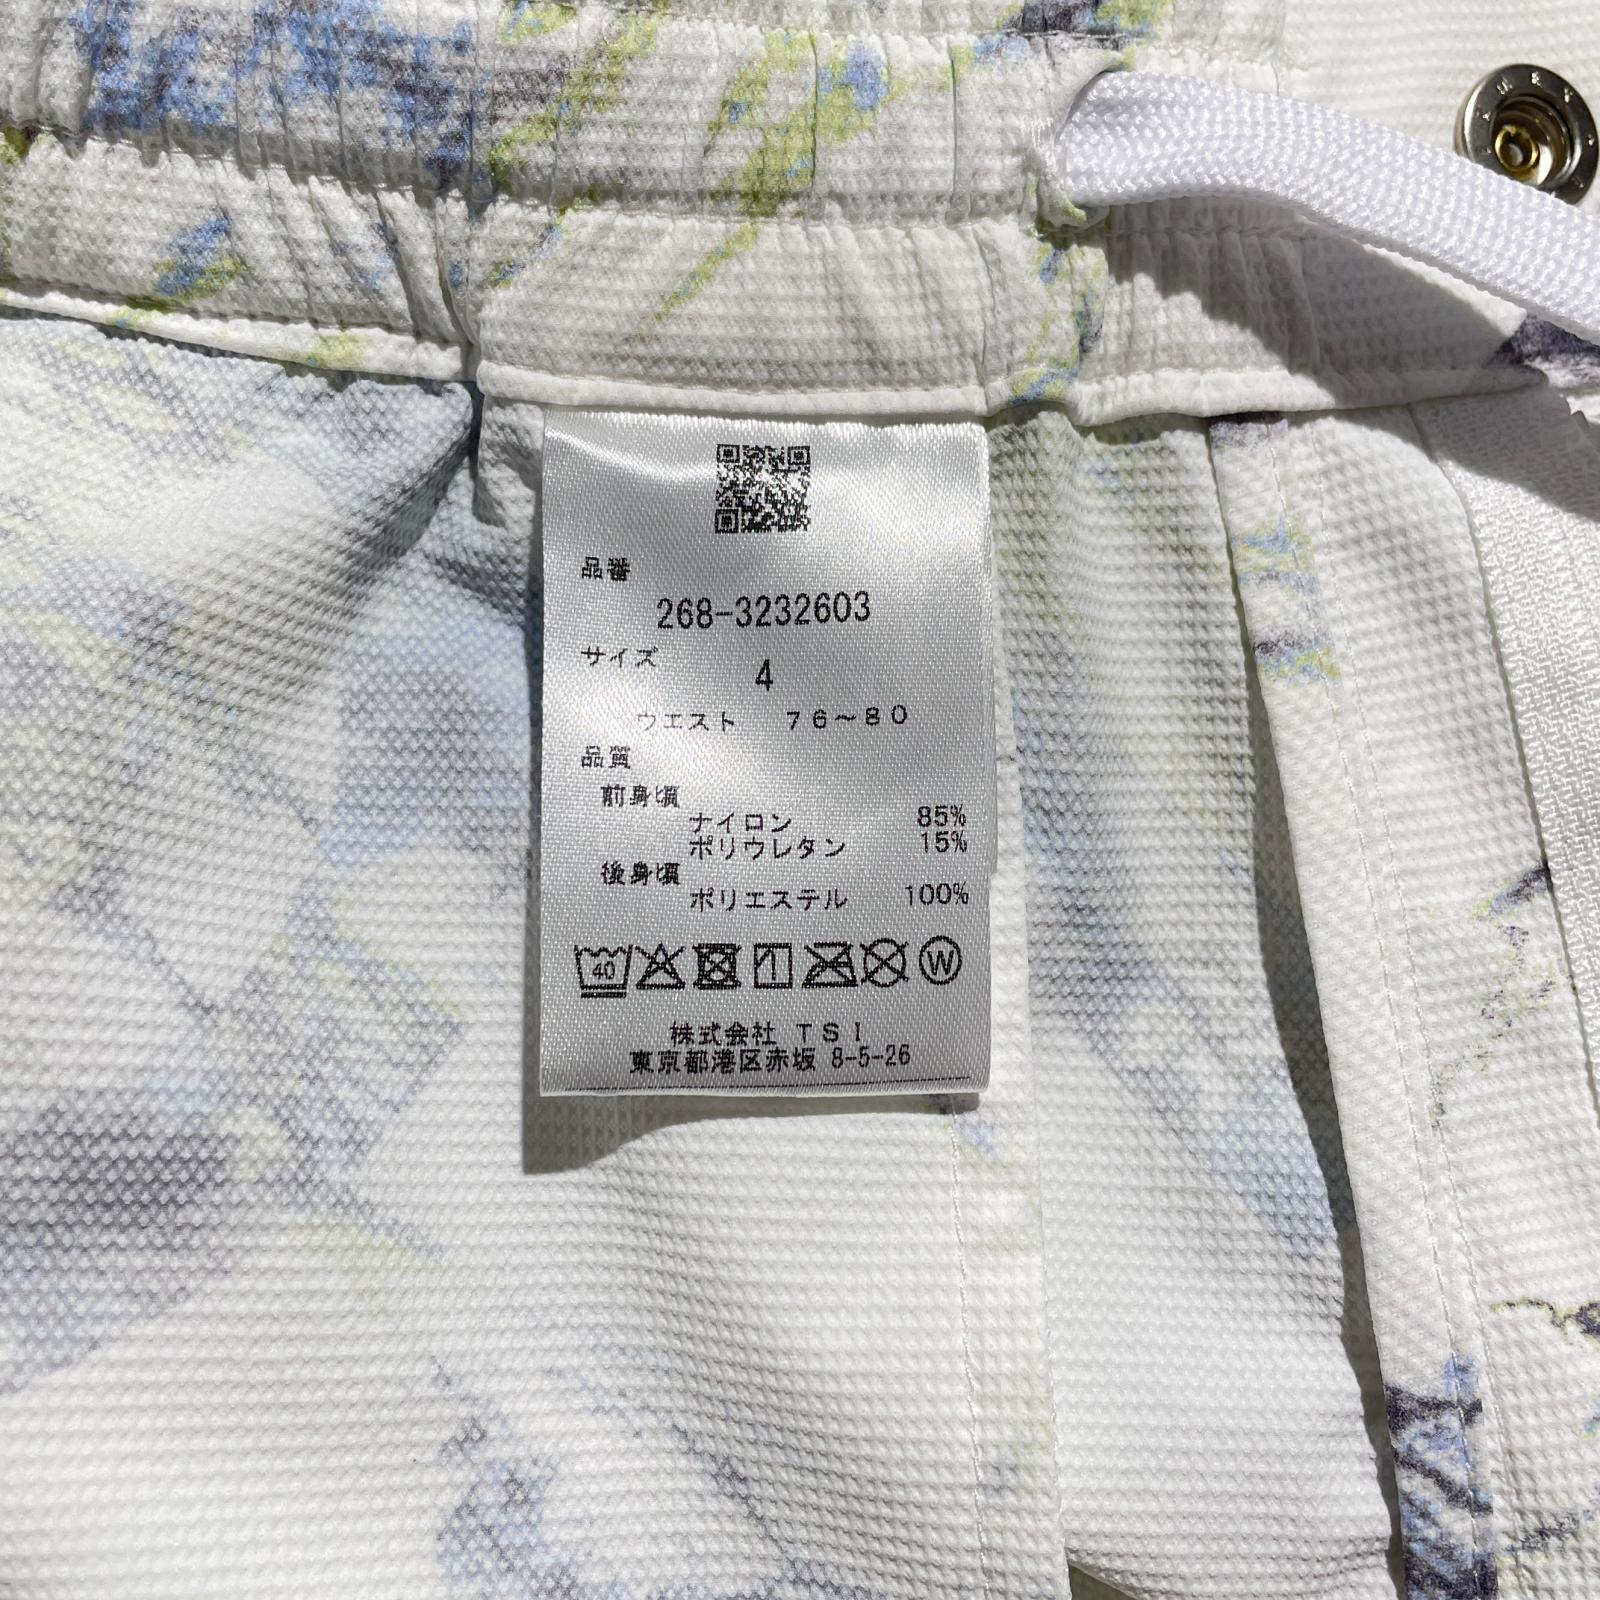 品番
268-3232603
サイズ
4
ウエスト 76～80
品質
前身頃
ナイロン 85%
ポリウレタン 15%
後身頃
ポリエステル 100%
40 W
株式会社 TSI
東京都港区赤坂 8-5-26